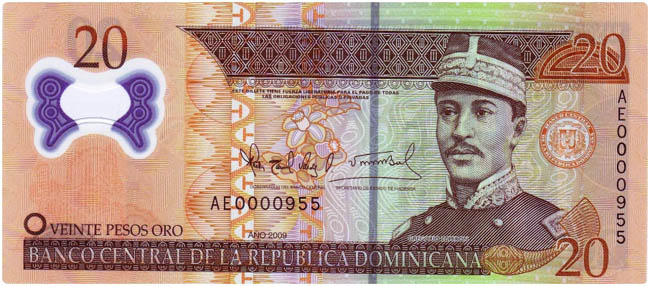 20
20
ESTE BILLETE TIENE FUERZA LIBERATORIA PARA EL PAGO DE TODAS
LAS OBLIGACIONES PUBLICAS O PRIVADAS
AE0000955
GOBERNADOR DEL BANCO CENTRAL
SECRETARIO DE ESTADO DE HACIENDA
AE0000955
VEINTE PESOS ORO
AÑO 2009
20
BANCO CENTRAL DE LA REPUBLICA DOMINICANA